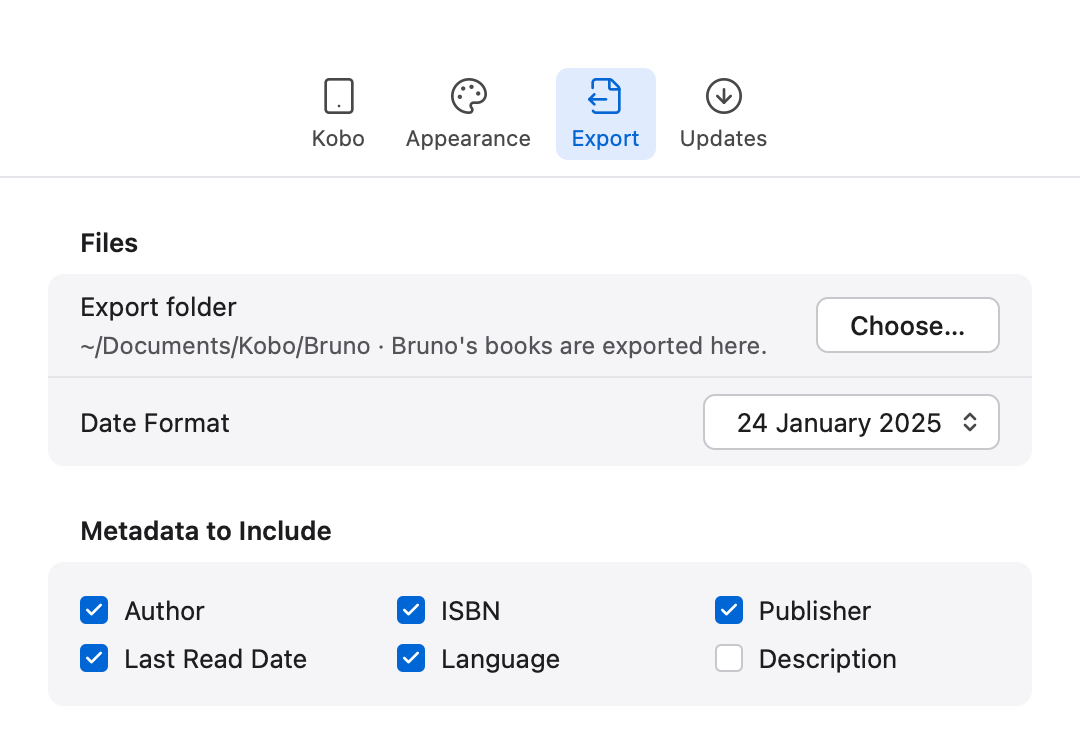 Kobo
Appearance
Export
Updates
Files
Export folder
~/Documents/Kobo/Bruno · Bruno's books are exported here.
Choose...
Date Format
24 January 2025
Metadata to Include
Author
ISBN
Publisher
Last Read Date
Language
Description